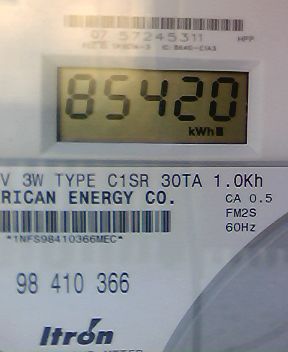 07 57245311
85420
kWh
V 3W TYPE C1SR 30TA 1.0Kh
RICAN ENERGY CO.
CA 0.5
FM2S
60Hz
*1NFS98410366MEC*
98 410 366
Itrón